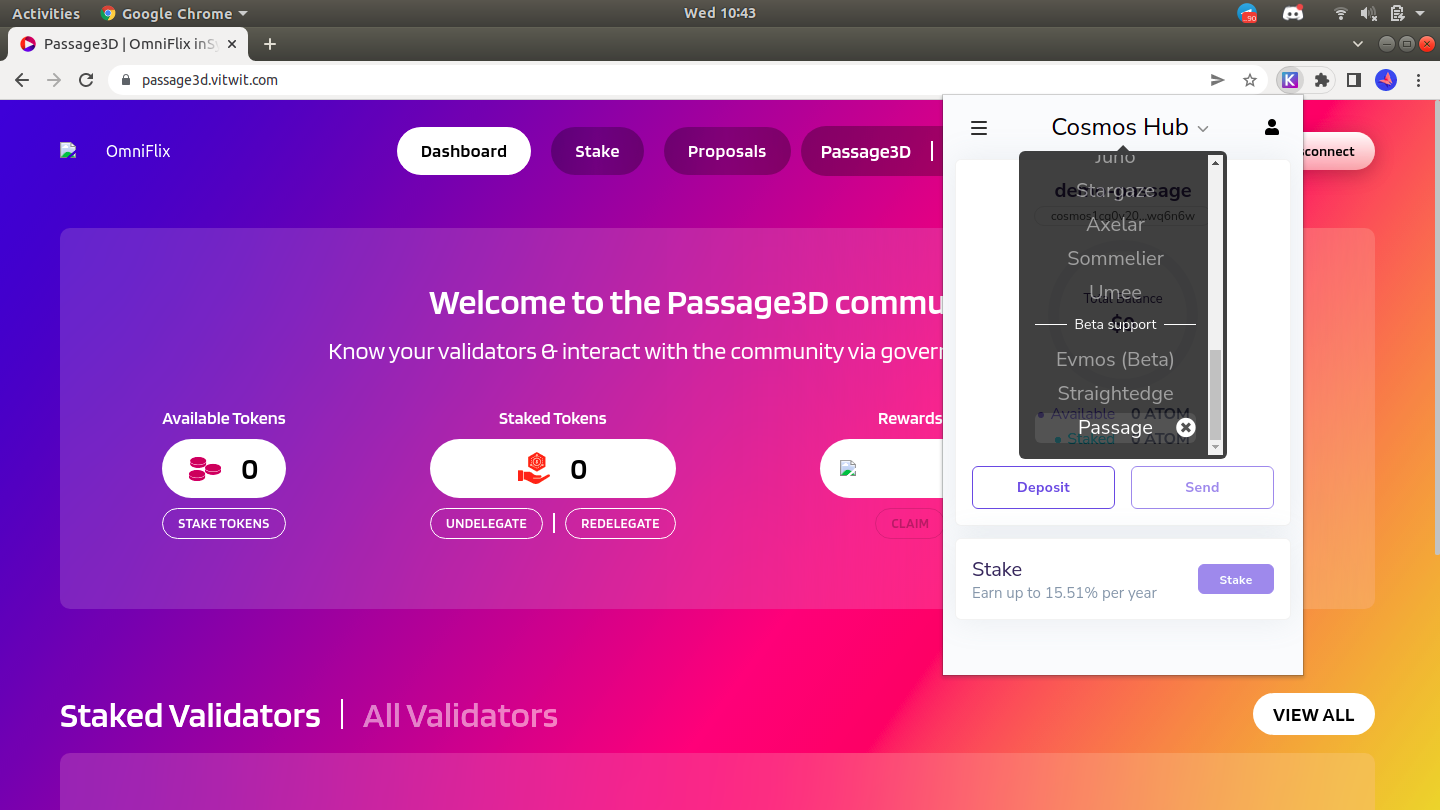 Activities
Google Chrome
Wed 10:43
90
Passage3D | OmniFlix inSy
passage3d.vitwit.com
K
OmniFlix
Dashboard
Stake
Proposals
Passage3D
connect
Welcome to the Passage3D commu
Know your validators & interact with the community via govern
Available Tokens
0
STAKE TOKENS
Staked Tokens
0
UNDELEGATE
REDELEGATE
Rewards
CLAIM
Staked Validators
All Validators
VIEW ALL
Cosmos Hub
Juno
Stargaze
Axelar
Sommelier
Umee
Total Balance
$0
Beta support
Evmos (Beta)
Straightedge
Available 0 ATOM
Passage
Staked 0 ATOM
Deposit
Send
Stake
Earn up to 15.51% per year
Stake